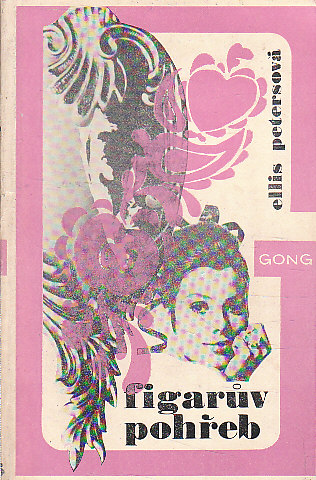 ellis petersová
GONG
figarův
pohřeb